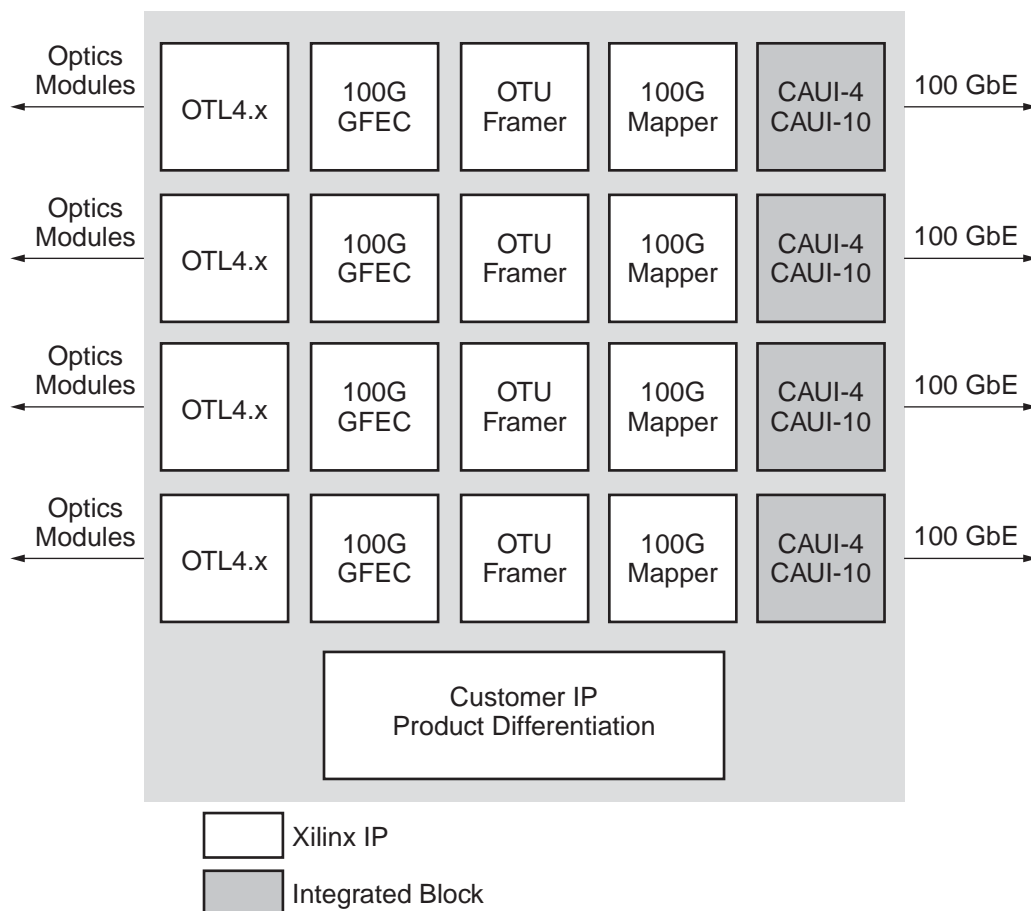 Optics
Modules
OTL4.x
100G
GFEC
OTU
Framer
100G
Mapper
CAUI-4
CAUI-10
100 GbE
Optics
Modules
OTL4.x
100G
GFEC
OTU
Framer
100G
Mapper
CAUI-4
CAUI-10
100 GbE
Optics
Modules
OTL4.x
100G
GFEC
OTU
Framer
100G
Mapper
CAUI-4
CAUI-10
100 GbE
Optics
Modules
OTL4.x
100G
GFEC
OTU
Framer
100G
Mapper
CAUI-4
CAUI-10
100 GbE
Customer IP
Product Differentiation
Xilinx IP
Integrated Block